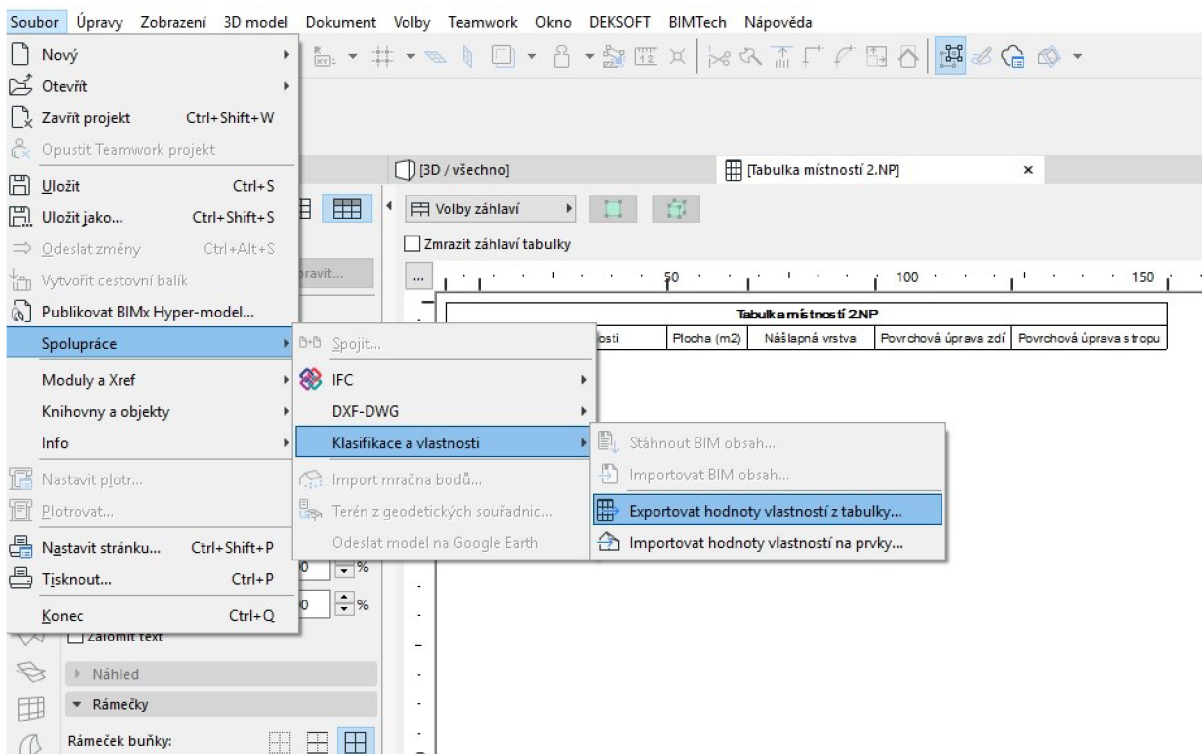 Soubor Úpravy Zobrazení 3D model Dokument Volby Teamwork Okno DEKSOFT BIMTech Nápověda
Nový
Otevřít
Zavřít projekt Ctrl+Shift+W
Opustit Teamwork projekt
Uložit Ctrl+S
Uložit jako... Ctrl+Shift+S
Odeslat změny Ctrl+Alt+S
Vytvořit cestovní balík
Publikovat BIMx Hyper-model...
Spolupráce
Moduly a Xref
Knihovny a objekty
Info
Nastavit plotr...
Plotrovat...
Nastavit stránku... Ctrl+Shift+P
Tisknout... Ctrl+P
Konec Ctrl+Q
Spojit...
IFC
DXF-DWG
Klasifikace a vlastnosti
Import mračna bodů...
Terén z geodetických souřadnic...
Odeslat model na Google Earth
Stáhnout BIM obsah...
Importovat BIM obsah...
Exportovat hodnoty vlastností z tabulky...
Importovat hodnoty vlastností na prvky...
[3D / všechno] [Tabulka místností 2.NP] x
Volby záhlaví
Zmrazit záhlaví tabulky
... 50 100 150
Tabulka místností 2.NP
osti Plocha (m2) Nášlapná vrstva Povrchová úprava zdí Povrchová úprava stropu
ravit...
0 %
00 %
Zalomit text
Náhled
Rámečky
Rámeček buňky: